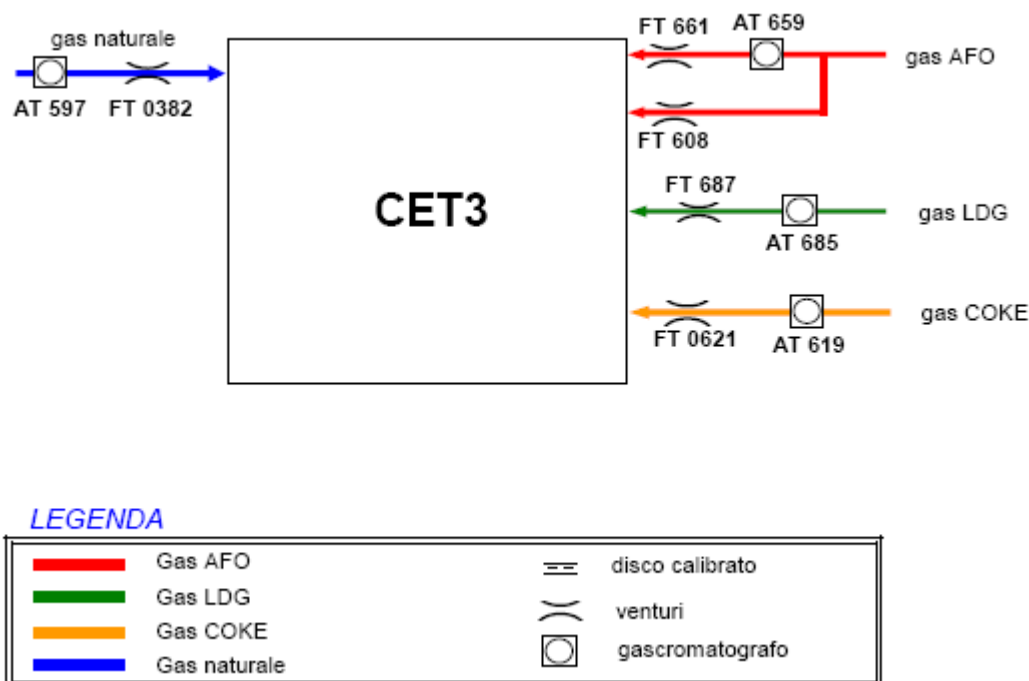 gas naturale
AT 597 FT 0382
FT 661 AT 659
gas AFO
FT 608
CET3
FT 687
gas LDG
AT 685
gas COKE
FT 0621
AT 619
LEGENDA
Gas AFO
Gas LDG
Gas COKE
Gas naturale
disco calibrato
venturi
gascromatografo